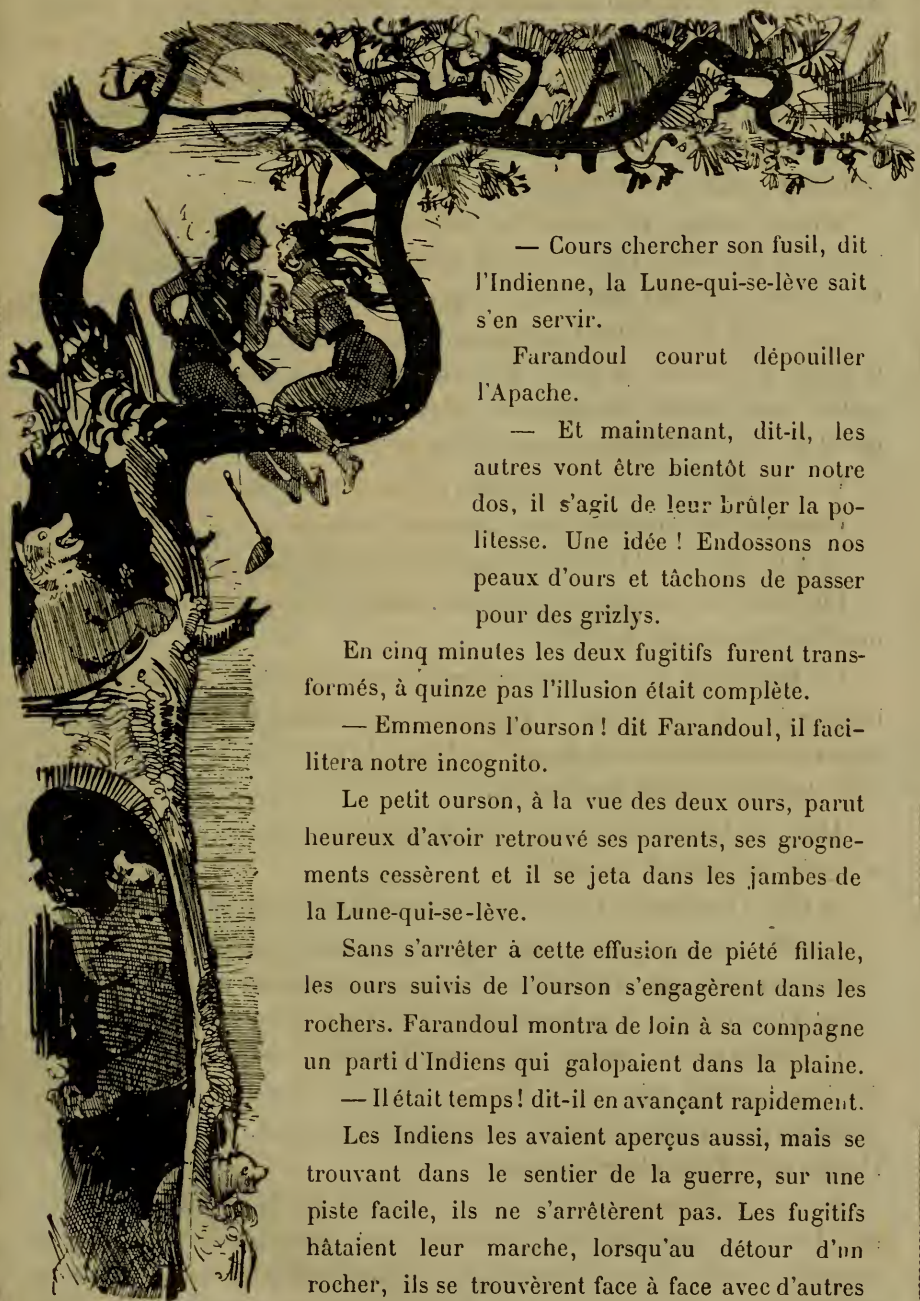 — Cours chercher son fusil, dit
l'Indienne, la Lune-qui-se-lève sait
s'en servir.
Farandoul courut dépouiller
l'Apache.
— Et maintenant, dit-il, les
autres vont être bientôt sur notre
dos, il s'agit de leur brûler la po-
litesse. Une idée ! Endossons nos
peaux d'ours et tâchons de passer
pour des grizlys.
En cinq minutes les deux fugitifs furent trans-
formés, à quinze pas l'illusion était complète.
— Emmenons l'ourson ! dit Farandoul, il faci-
litera notre incognito.
Le petit ourson, à la vue des deux ours, parut
heureux d'avoir retrouvé ses parents, ses grogne-
ments cessèrent et il se jeta dans les jambes de
la Lune-qui-se-lève.
Sans s'arrêter à cette effusion de piété filiale,
les ours suivis de l'ourson s'engagèrent dans les
rochers. Farandoul montra de loin à sa compagne
un parti d'Indiens qui galopaient dans la plaine.
— Il était temps ! dit-il en avançant rapidement.
Les Indiens les avaient aperçus aussi, mais se
trouvant dans le sentier de la guerre, sur une
piste facile, ils ne s'arrêtèrent pas. Les fugitifs
hâtaient leur marche, lorsqu'au détour d'un
rocher, ils se trouvèrent face à face avec d'autres